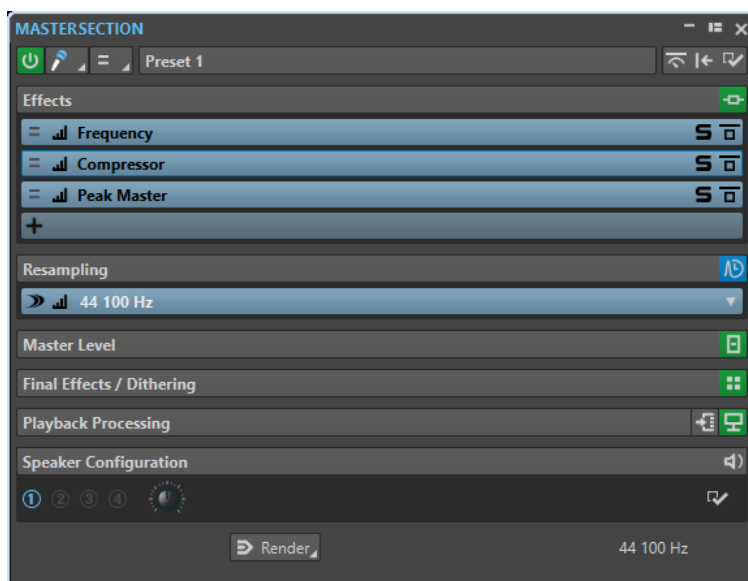 MASTERSECTION
Preset 1
Effects
Frequency
S
Compressor
S
Peak Master
S
Resampling
44 100 Hz
Master Level
Final Effects / Dithering
Playback Processing
Speaker Configuration
1 2 3 4
Render
44 100 Hz